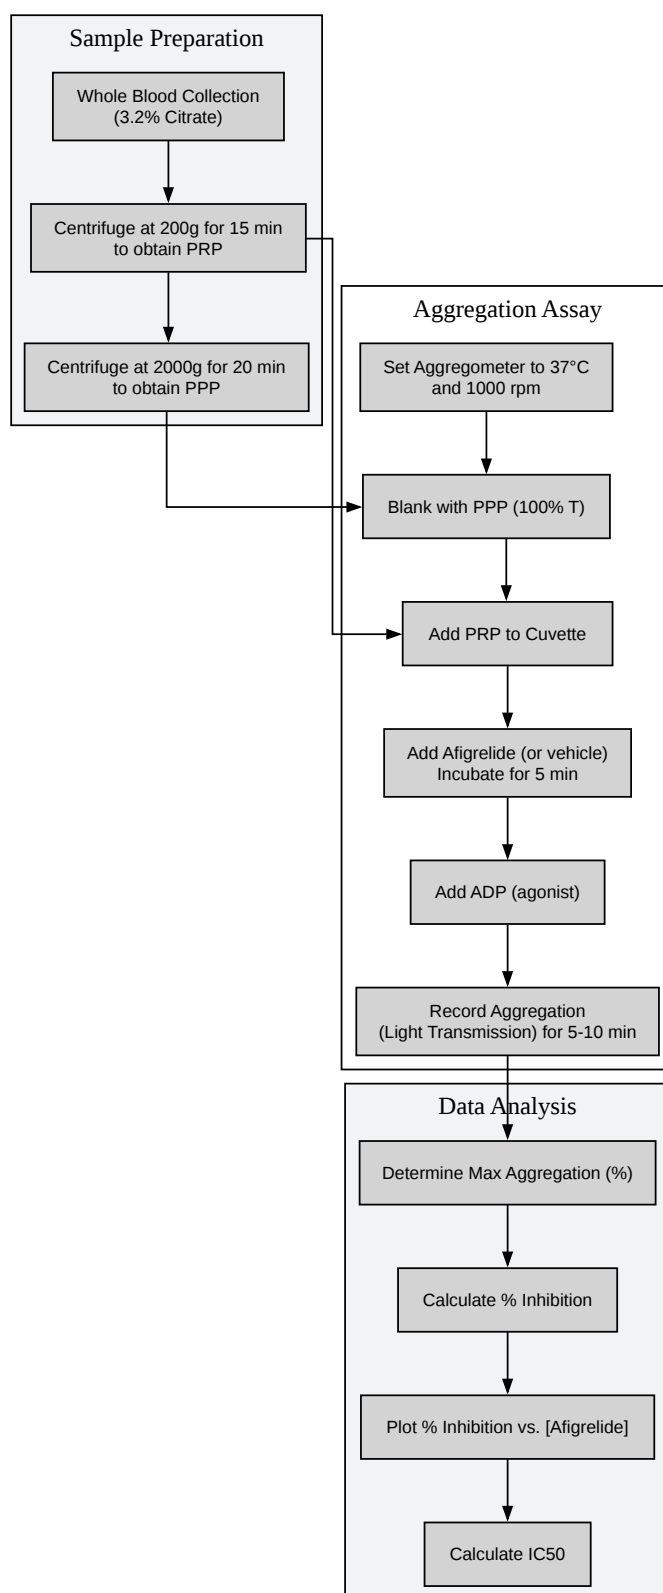 Sample Preparation
Whole Blood Collection
(3.2% Citrate)
Centrifuge at 200g for 15 min
to obtain PRP
Centrifuge at 2000g for 20 min
to obtain PPP
Aggregation Assay
Set Aggregometer to 37°C
and 1000 rpm
Blank with PPP (100% T)
Add PRP to Cuvette
Add Afigrelide (or vehicle)
Incubate for 5 min
Add ADP (agonist)
Record Aggregation
(Light Transmission) for 5-10 min
Data Analysis
Determine Max Aggregation (%)
Calculate % Inhibition
Plot % Inhibition vs. [Afigrelide]
Calculate IC50